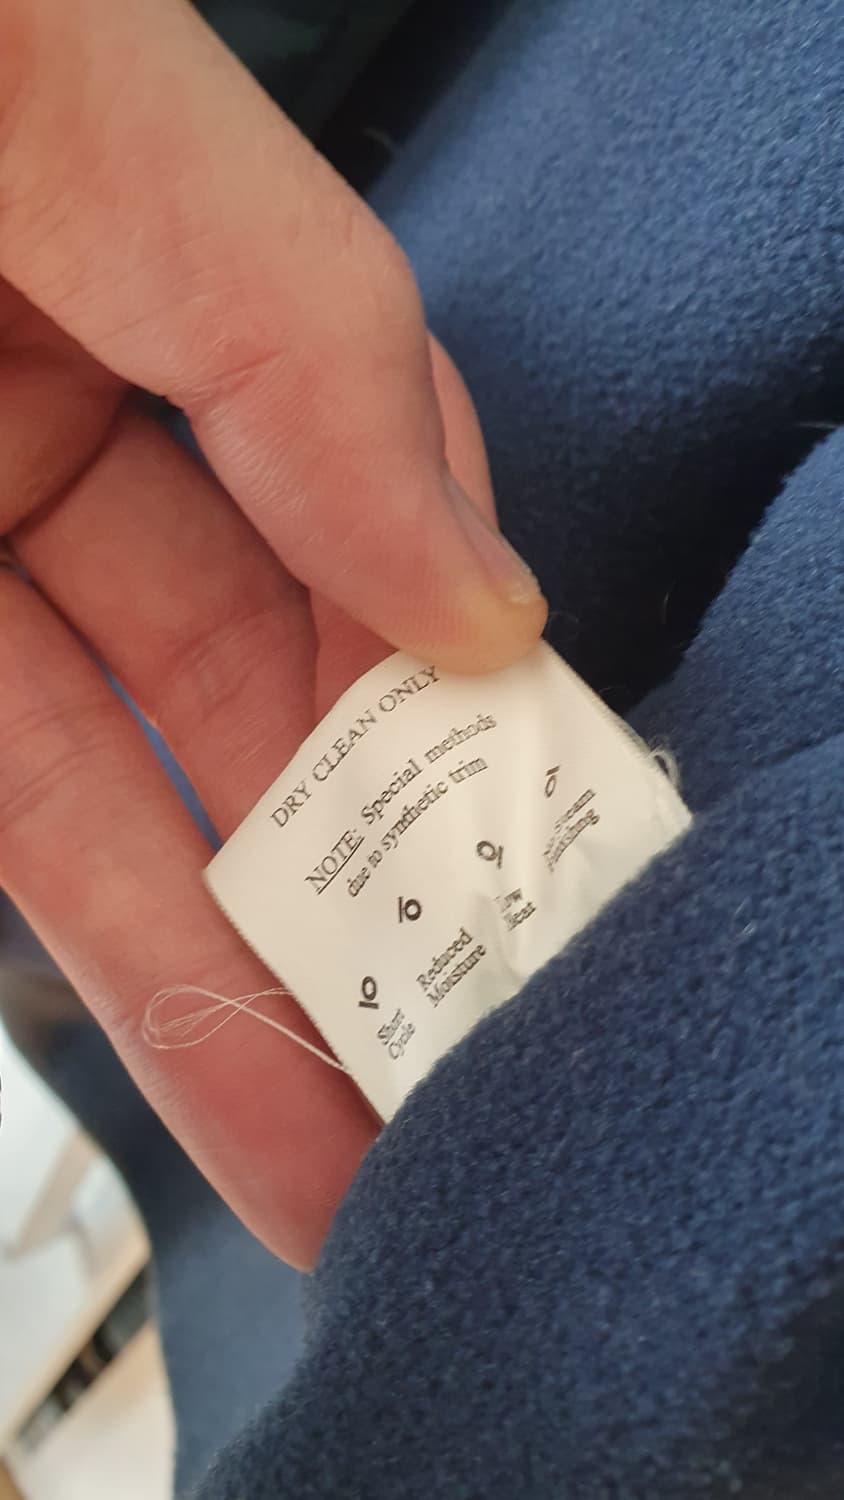 DRY CLEAN ONLY
NOTE: Special methods
due to synthetic trim
Short
Cycle
Reduced
Moisture
Low
Heat
No Steam
Finishing